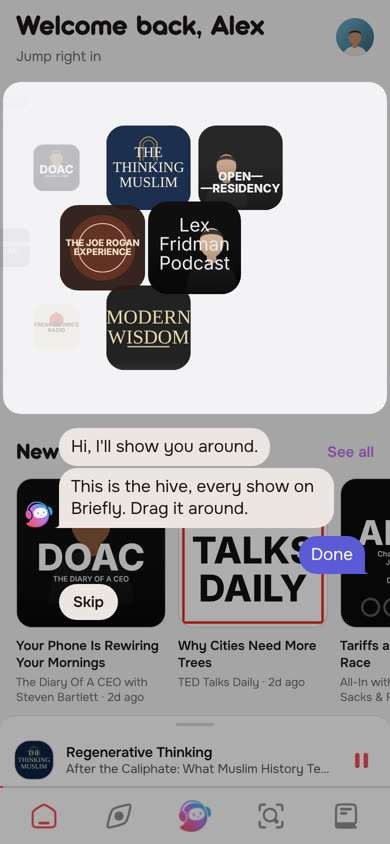 Welcome back, Alex
Jump right in
DOAC
THE
THINKING
MUSLIM
OPEN—
—RESIDENCY
THE JOE ROGAN
EXPERIENCE
Lex
Fridman
Podcast
RADIO
MODERN
WISDOM
New
See all
Hi, I'll show you around.
This is the hive, every show on
Briefly. Drag it around.
Done
Skip
DOAC
THE DIARY OF A CEO
TALKS
DAILY
Your Phone Is Rewiring
Your Mornings
The Diary Of A CEO with
Steven Bartlett · 2d ago
Why Cities Need More
Trees
TED Talks Daily · 2d ago
Tariffs a
Race
All-In with
Sacks & F
THE
THINKING
MUSLIM
Regenerative Thinking
After the Caliphate: What Muslim History Te...